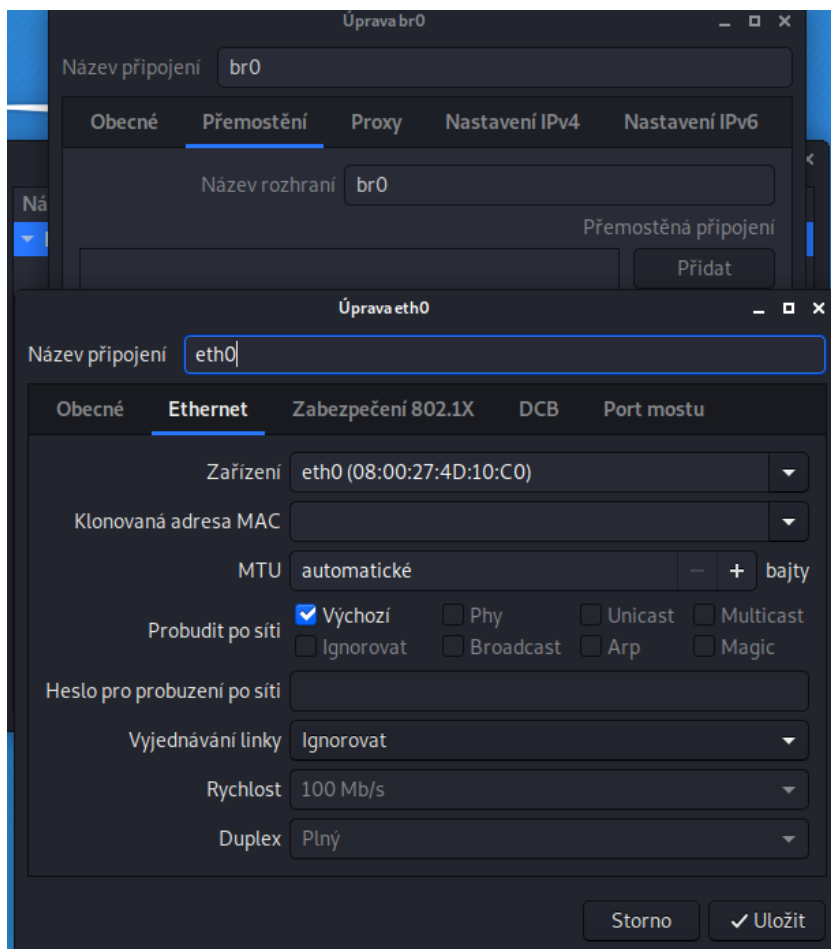 Úprava br0
Název připojení br0
Obecné Přemostění Proxy Nastavení IPv4 Nastavení IPv6
Název rozhraní br0
Ná
Přemostěná připojení
Přidat
Úprava eth0
Název připojení eth0
Obecné Ethernet Zabezpečení 802.1X DCB Port mostu
Zařízení eth0 (08:00:27:4D:10:C0)
Klonovaná adresa MAC
MTU automatické bajty
Probudit po síti
Výchozí Phy Unicast Multicast
Ignorovat Broadcast Arp Magic
Heslo pro probuzení po síti
Vyjednávání linky Ignorovat
Rychlost 100 Mb/s
Duplex Plný
Storno Uložit